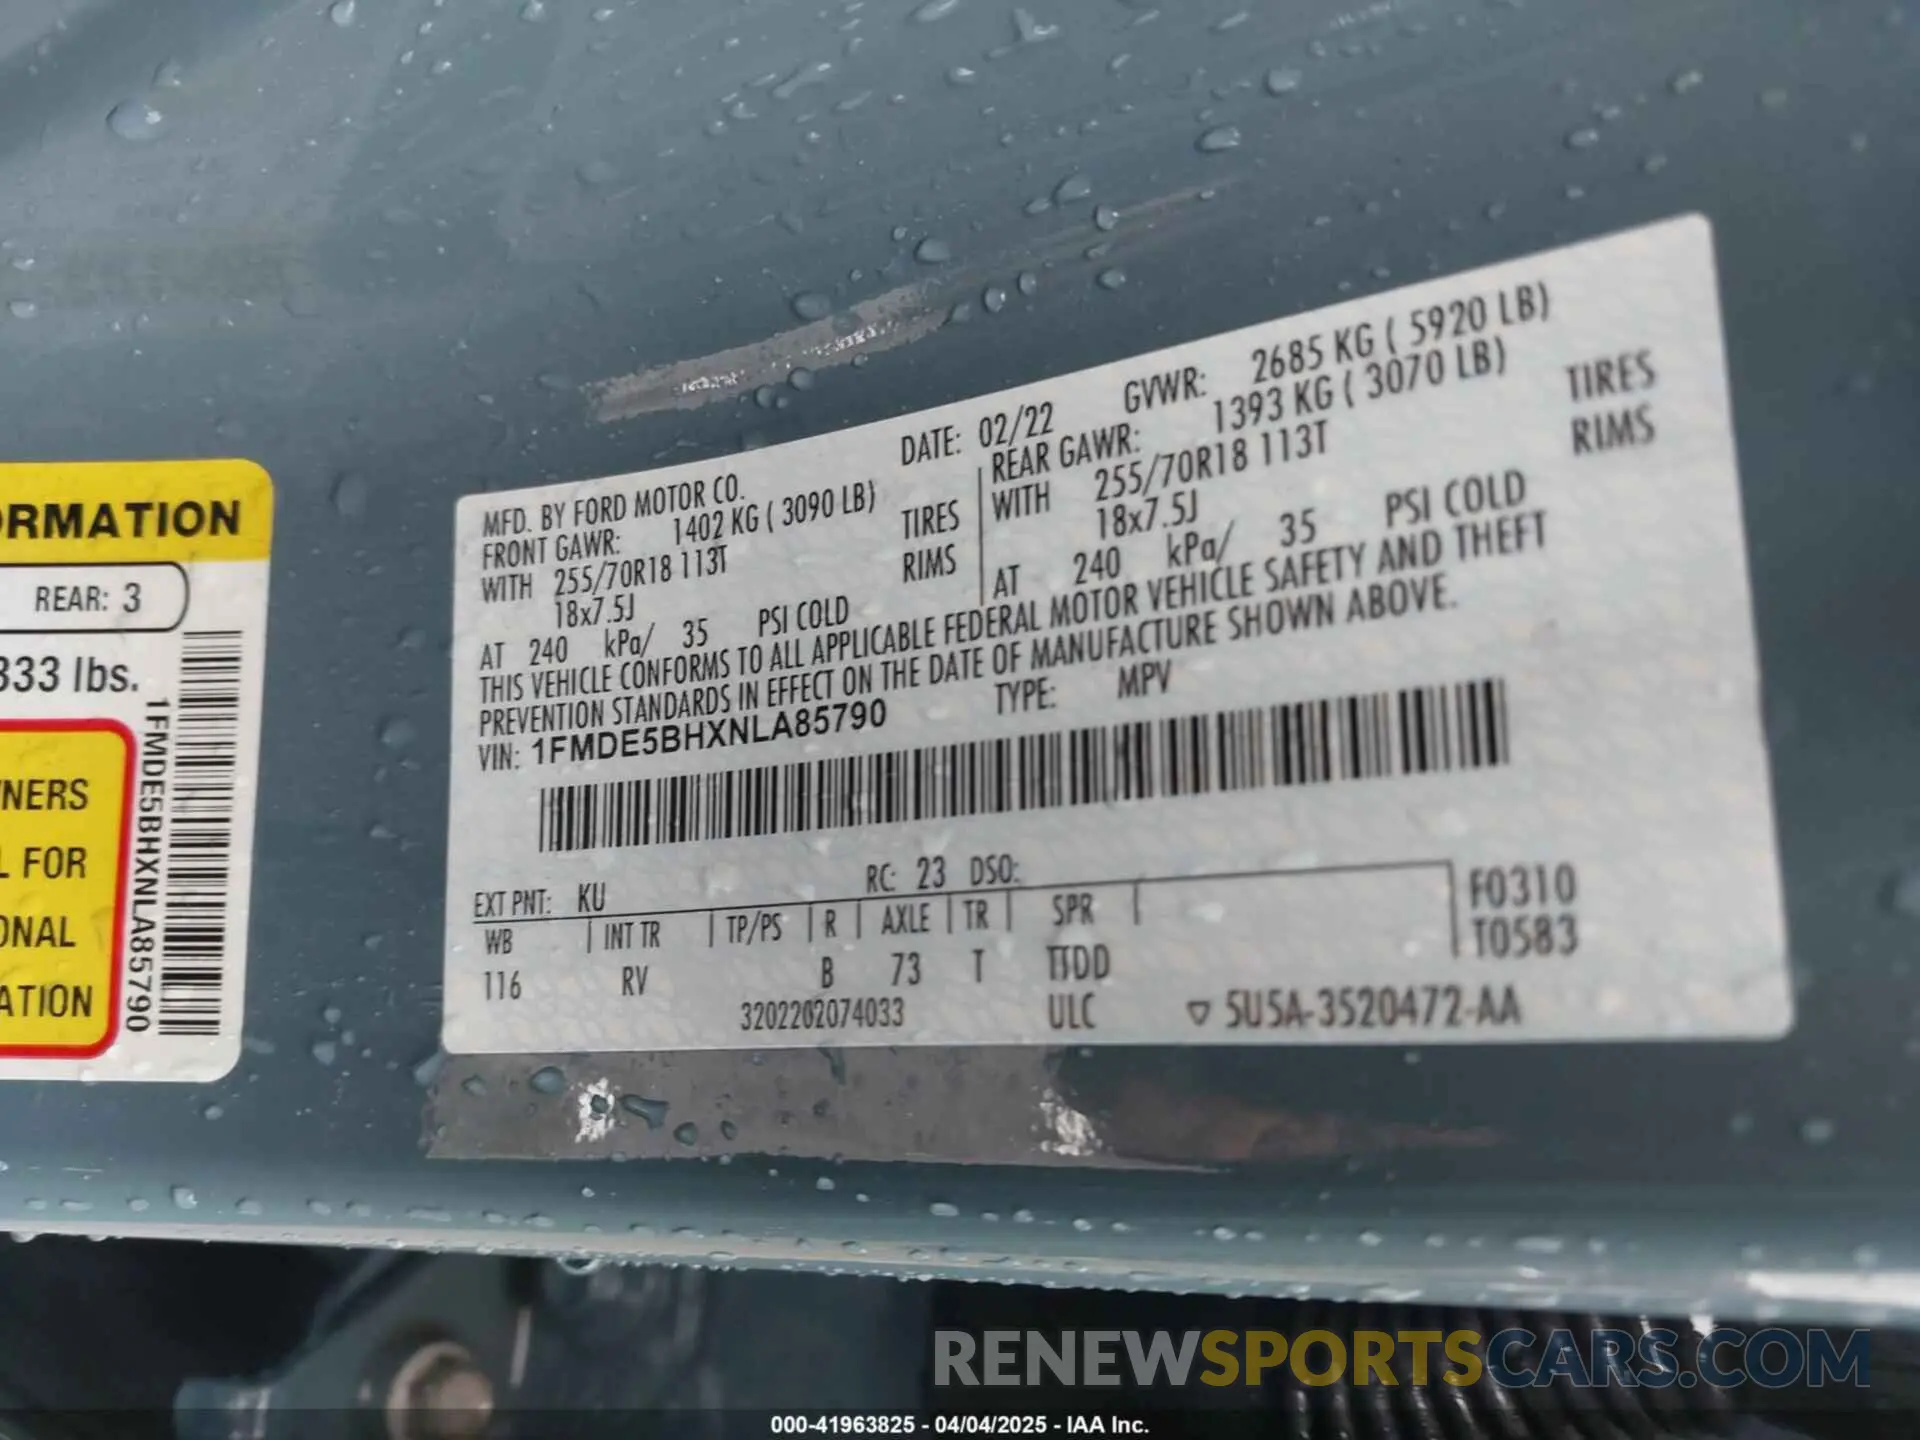 ORMATION
REAR: 3
333 lbs.
NERS
L FOR
ONAL
ATION
1FMDE5BHXNLA85790
MFD. BY FORD MOTOR CO.
DATE: 02/22
GVWR: 2685 KG ( 5920 LB)
FRONT GAWR: 1402 KG ( 3090 LB)
WITH 255/70R18 113T TIRES
18x7.5J RIMS
AT 240 kPa/ 35 PSI COLD
REAR GAWR: 1393 KG ( 3070 LB)
WITH 255/70R18 113T TIRES
18x7.5J RIMS
AT 240 kPa/ 35 PSI COLD
THIS VEHICLE CONFORMS TO ALL APPLICABLE FEDERAL MOTOR VEHICLE SAFETY AND THEFT
PREVENTION STANDARDS IN EFFECT ON THE DATE OF MANUFACTURE SHOWN ABOVE.
VIN: 1FMDE5BHXNLA85790
TYPE: MPV
EXT PNT: KU RC: 23 DSO:
WB INT TR TP/PS R AXLE TR SPR
116 RV B 73 T TTDD
F0310
T0583
3202202074033 ULC 5U5A-3520472-AA
RENEWSPORTSCARS.COM
000-41963825 - 04/04/2025 - IAA Inc.